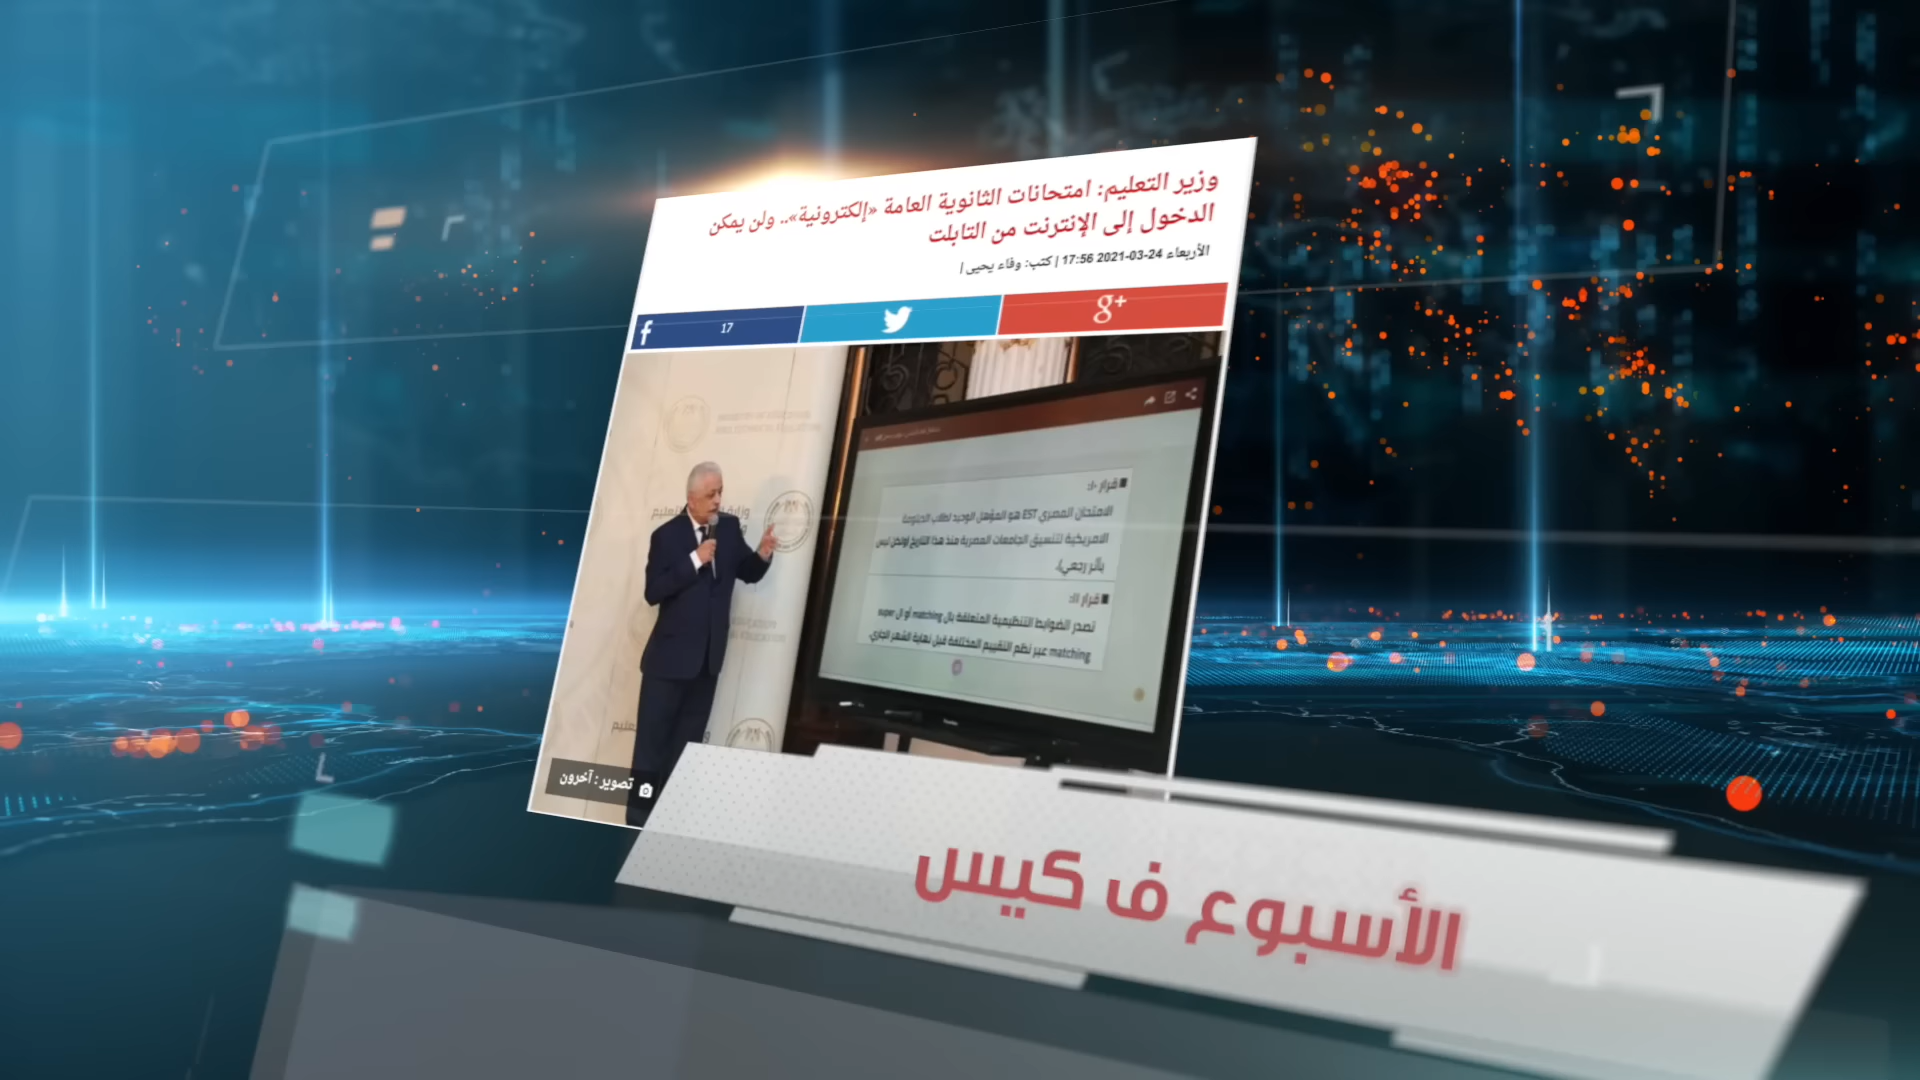 وزير التعليم: امتحانات الثانوية العامة «إلكترونية».. ولن يمكن
الدخول إلى الإنترنت من التابلت
الأربعاء 24-03-2021 17:56 | كتب: وفاء يحيى |
f 17 g+
■ قرار ١٠:
الامتحان المصري EST هو المؤهل الوحيد لطلاب الدبلومة
الامريكية لتنسيق الجامعات المصرية منذ هذا التاريخ (ولكن ليس
بأثر رجعي).
■ قرار ١١:
تصدر الضوابط التنظيمية المتعلقة بال matching أو ال super
matching عبر نظم التقييم المختلفة قبل نهاية الشهر الجاري.
تصوير : آخرون
الأسبوع ف كيس